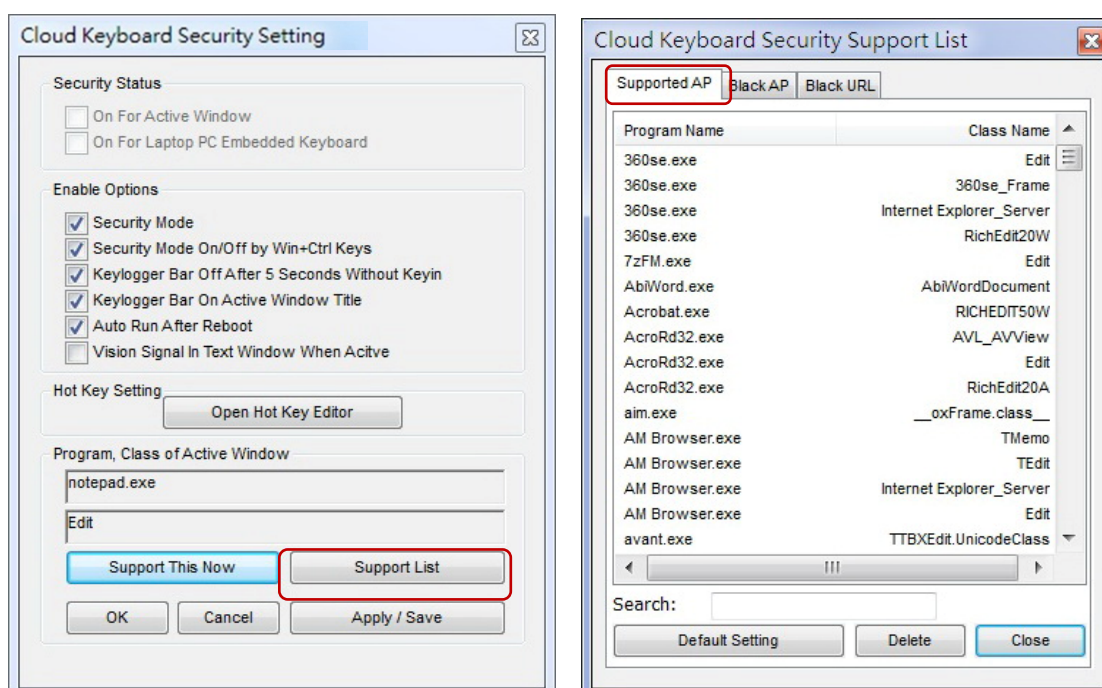 Cloud Keyboard Security Setting
Security Status
On For Active Window
On For Laptop PC Embedded Keyboard
Enable Options
Security Mode
Security Mode On/Off by Win+Ctrl Keys
Keylogger Bar Off After 5 Seconds Without Keyin
Keylogger Bar On Active Window Title
Auto Run After Reboot
Vision Signal In Text Window When Acitve
Hot Key Setting
Open Hot Key Editor
Program, Class of Active Window
notepad.exe
Edit
Support This Now Support List
OK Cancel Apply / Save
Cloud Keyboard Security Support List
Supported AP Black AP Black URL
Program Name Class Name
360se.exe Edit
360se.exe 360se_Frame
360se.exe Internet Explorer_Server
360se.exe RichEdit20W
7zFM.exe Edit
AbiWord.exe AbiWordDocument
Acrobat.exe RICHEDIT50W
AcroRd32.exe AVL_AVView
AcroRd32.exe Edit
AcroRd32.exe RichEdit20A
aim.exe __oxFrame.class__
AM Browser.exe TMemo
AM Browser.exe TEdit
AM Browser.exe Internet Explorer_Server
AM Browser.exe Edit
avant.exe TTBXEdit.UnicodeClass
Search:
Default Setting Delete Close